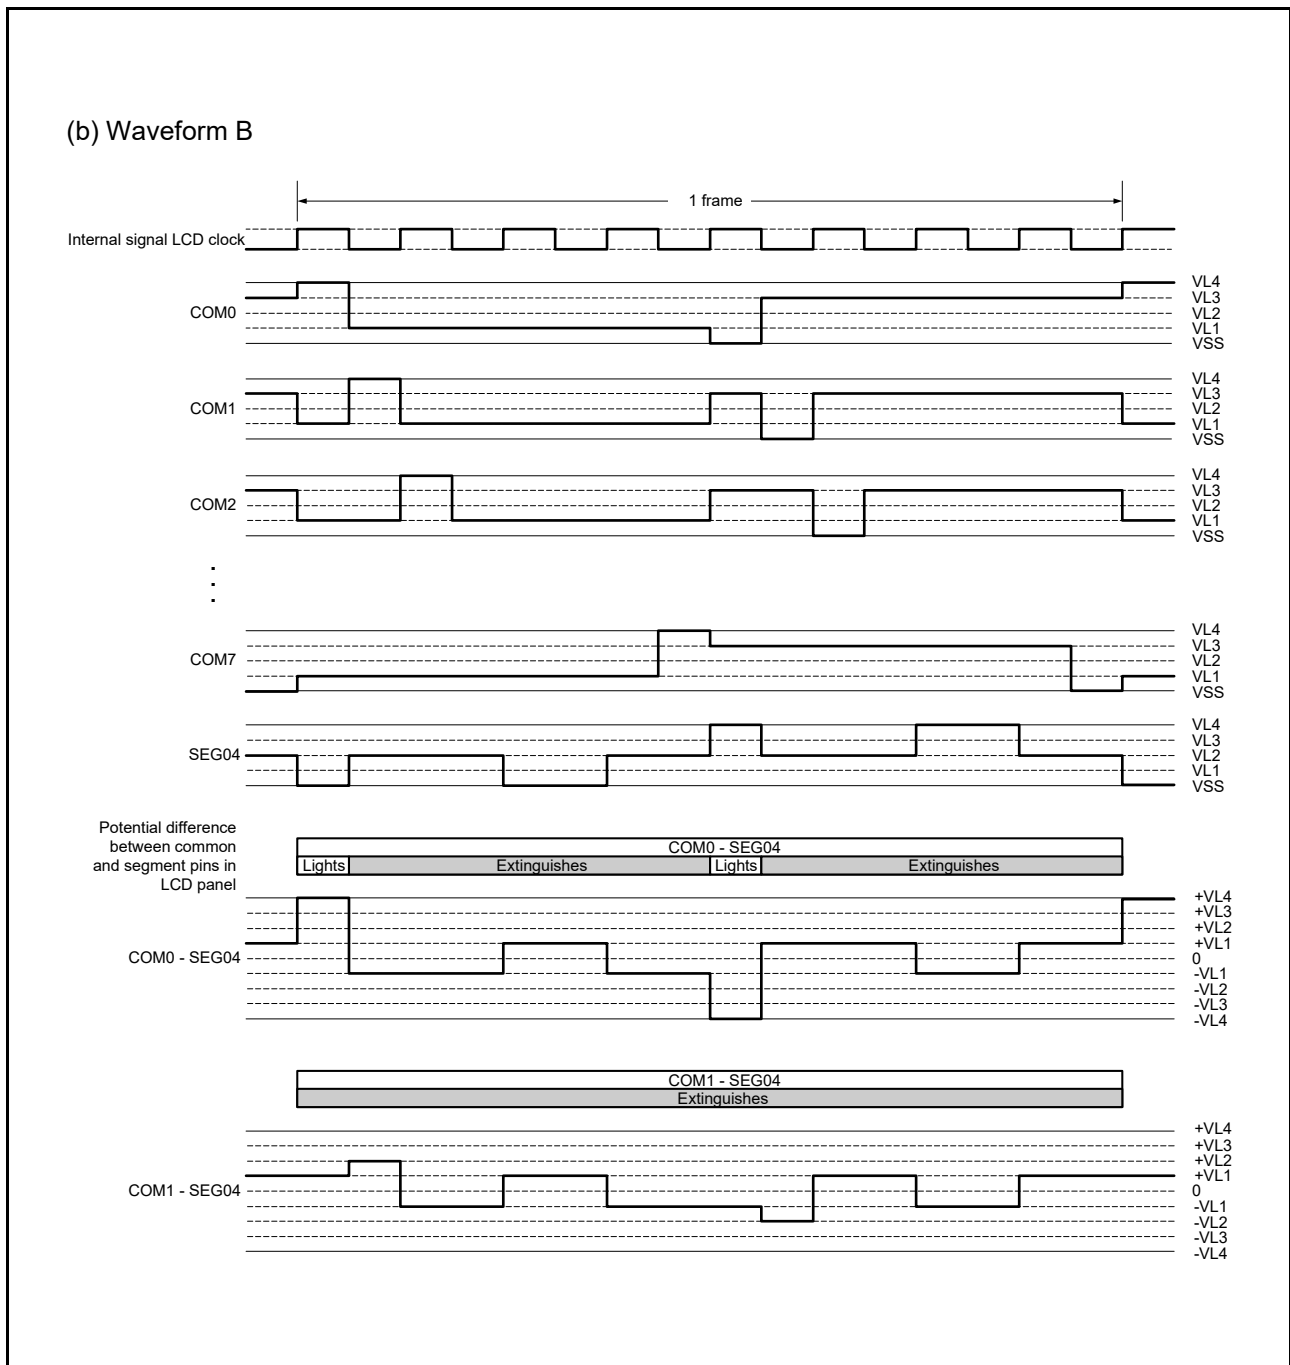 (b) Waveform B
1 frame
Internal signal LCD clock
COM0
VL4
VL3
VL2
VL1
VSS
COM1
VL4
VL3
VL2
VL1
VSS
COM2
VL4
VL3
VL2
VL1
VSS
COM7
VL4
VL3
VL2
VL1
VSS
SEG04
VL4
VL3
VL2
VL1
VSS
Potential difference
between common
and segment pins in
LCD panel
COM0 - SEG04
Lights Extinguishes Lights Extinguishes
COM0 - SEG04
+VL4
+VL3
+VL2
+VL1
0
-VL1
-VL2
-VL3
-VL4
COM1 - SEG04
Extinguishes
COM1 - SEG04
+VL4
+VL3
+VL2
+VL1
0
-VL1
-VL2
-VL3
-VL4